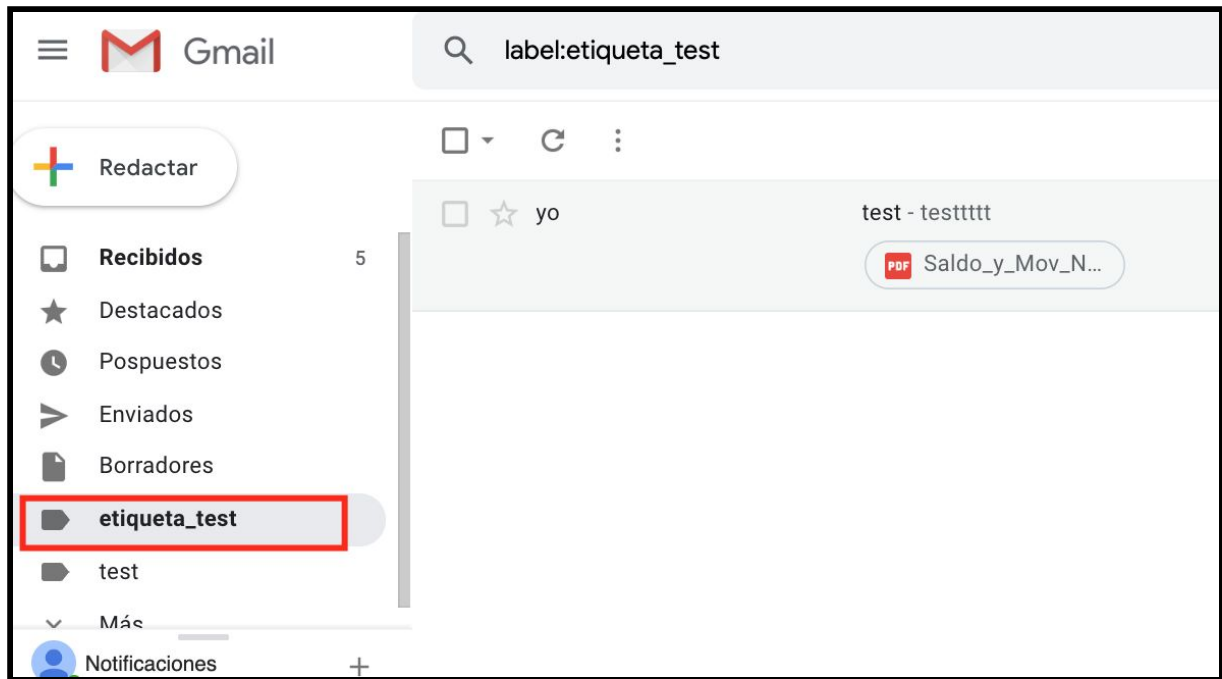 Gmail
label:etiqueta_test
Redactar
yo
test - testtttt
PDF Saldo_y_Mov_N...
Recibidos 5
Destacados
Pospuestos
Enviados
Borradores
etiqueta_test
test
Más
Notificaciones